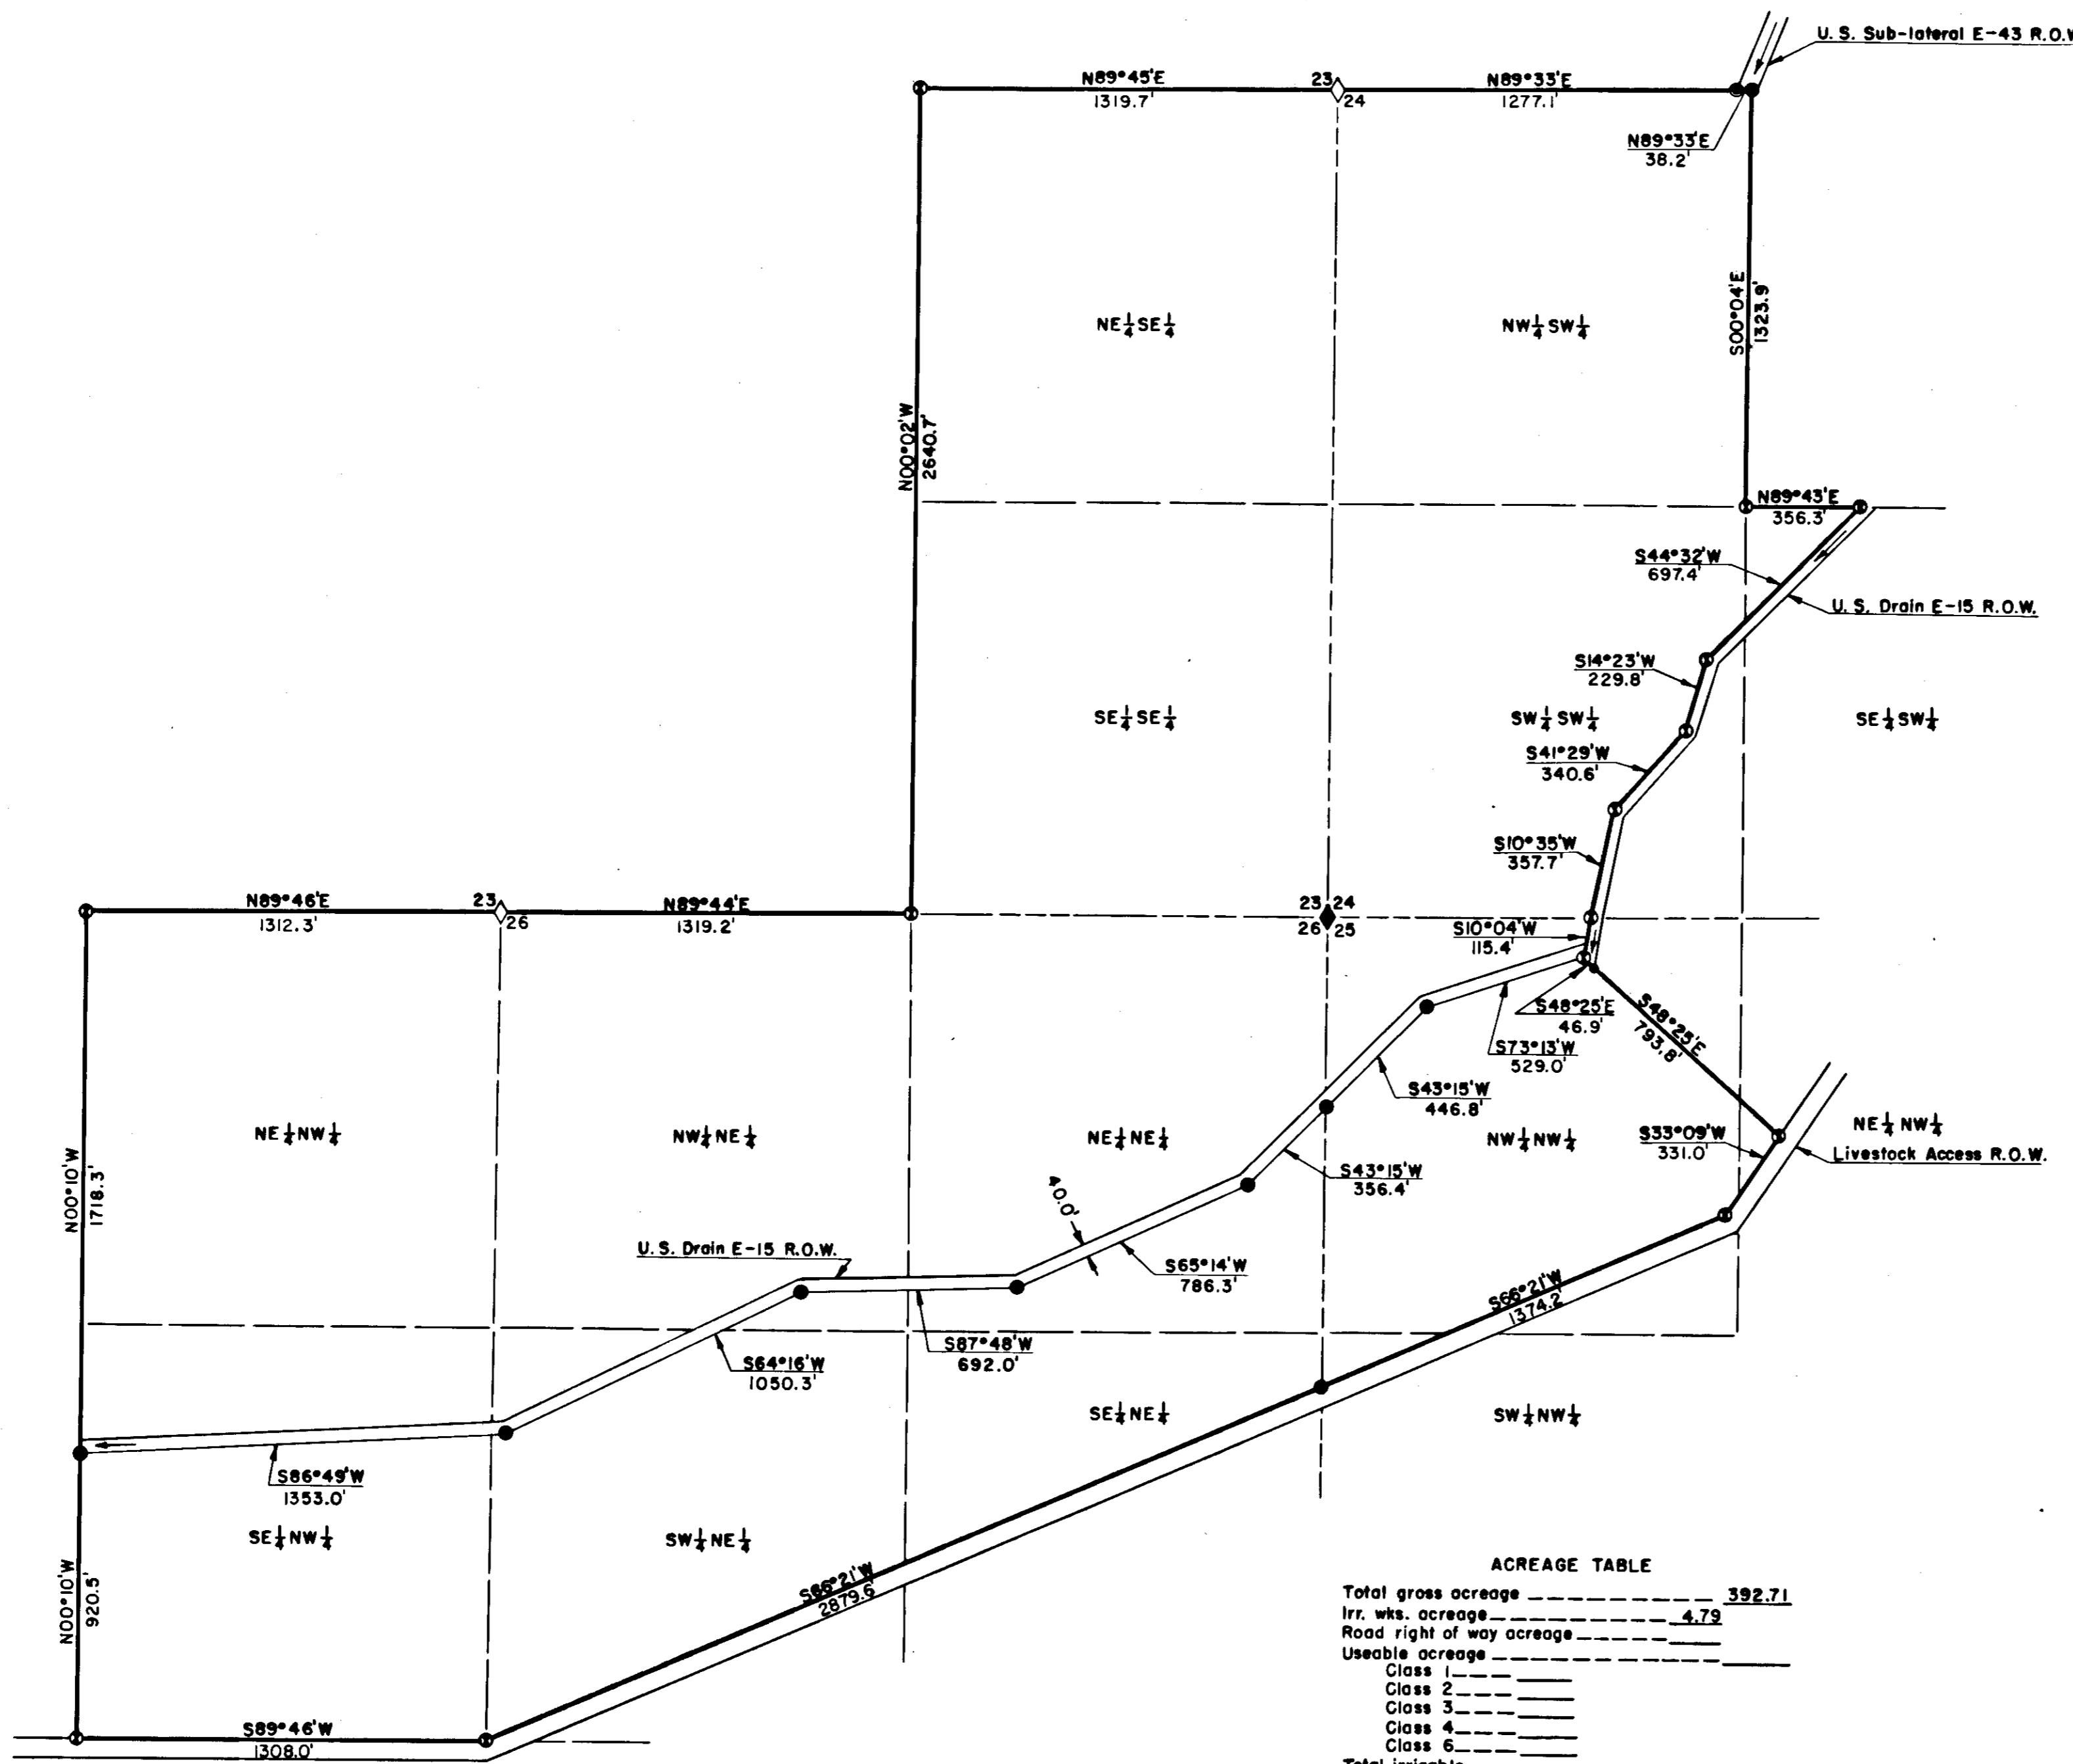 U. S. Sub-lateral E-43 R.O.W
N89°45'E
1319.7'
23
24
N89°33'E
1277.1'
N89°33'E
38.2'
S00°04'E
1323.9'
NE¼SE¼
NW¼SW¼
N00°02'W
2640.7'
N89°43'E
356.3'
S44°32'W
697.4'
U. S. Drain E-15 R.O.W.
S14°23'W
229.8'
SE¼SE¼
SW¼SW¼
SE¼SW¼
S41°29'W
340.6'
S10°35'W
357.7'
N89°46'E
1312.3'
23
26
N89°44'E
1319.2'
23 24
26 25
S10°04'W
115.4'
S48°25'E
46.9'
S48°25'E
793.8'
S73°13'W
529.0'
S43°15'W
446.8'
NE¼NW¼
NW¼NE¼
NE¼NE¼
NW¼NW¼
NE¼NW¼
S33°09'W
331.0'
Livestock Access R.O.W.
N00°10'W
1718.3'
S43°15'W
356.4'
40.0'
U. S. Drain E-15 R.O.W.
S65°14'W
786.3'
S66°21'W
1374.2'
S87°48'W
692.0'
S64°16'W
1050.3'
SE¼NE¼
SW¼NW¼
S86°49'W
1353.0'
SE¼NW¼
SW¼NE¼
N00°10'W
920.5'
S66°21'W
2879.6'
S89°46'W
1308.0'
ACREAGE TABLE
Total gross acreage 392.71
Irr. wks. acreage 4.79
Road right of way acreage
Useable acreage
Class 1
Class 2
Class 3
Class 4
Class 6
Total irrigable